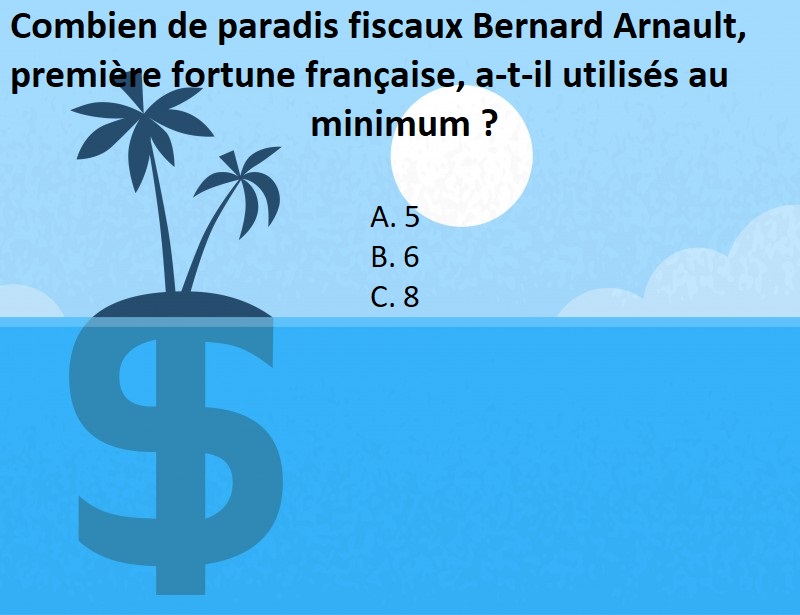 Combien de paradis fiscaux Bernard Arnault,
première fortune française, a-t-il utilisés au
minimum ?
A. 5
B. 6
C. 8